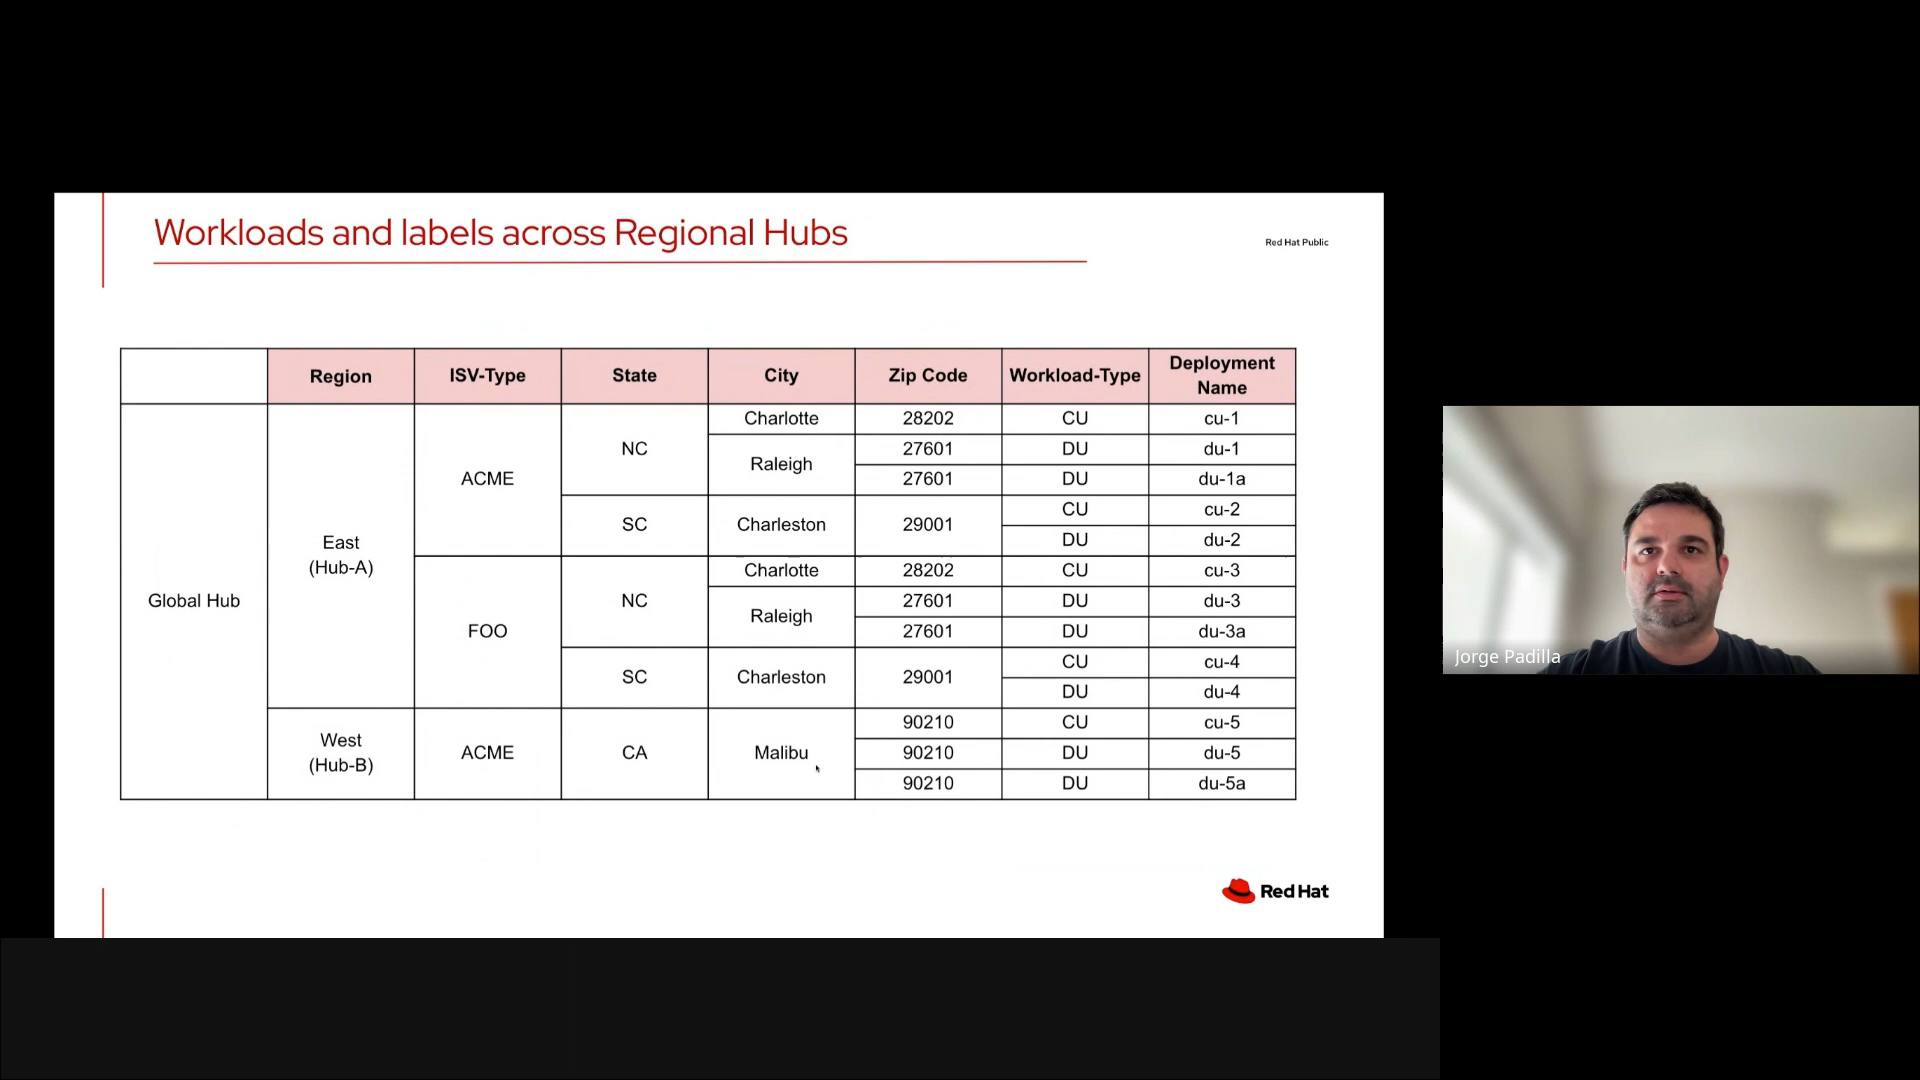 Workloads and labels across Regional Hubs
Red Hat Public
Region ISV-Type State City Zip Code Workload-Type Deployment Name
Global Hub
East
(Hub-A)
ACME
NC
Charlotte 28202 CU cu-1
Raleigh
27601 DU du-1
27601 DU du-1a
SC Charleston 29001
CU cu-2
DU du-2
FOO
NC
Charlotte 28202 CU cu-3
Raleigh
27601 DU du-3
27601 DU du-3a
SC Charleston 29001
CU cu-4
DU du-4
West
(Hub-B)
ACME CA Malibu
90210 CU cu-5
90210 DU du-5
90210 DU du-5a
Red Hat
Jorge Padilla